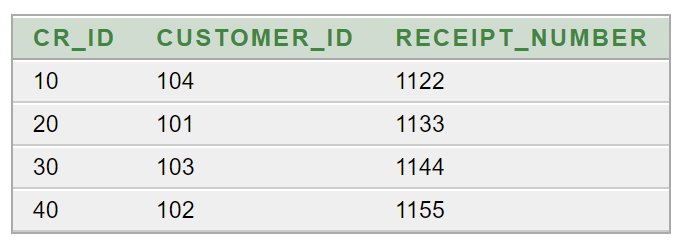 CR_ID CUSTOMER_ID RECEIPT_NUMBER
10 104 1122
20 101 1133
30 103 1144
40 102 1155